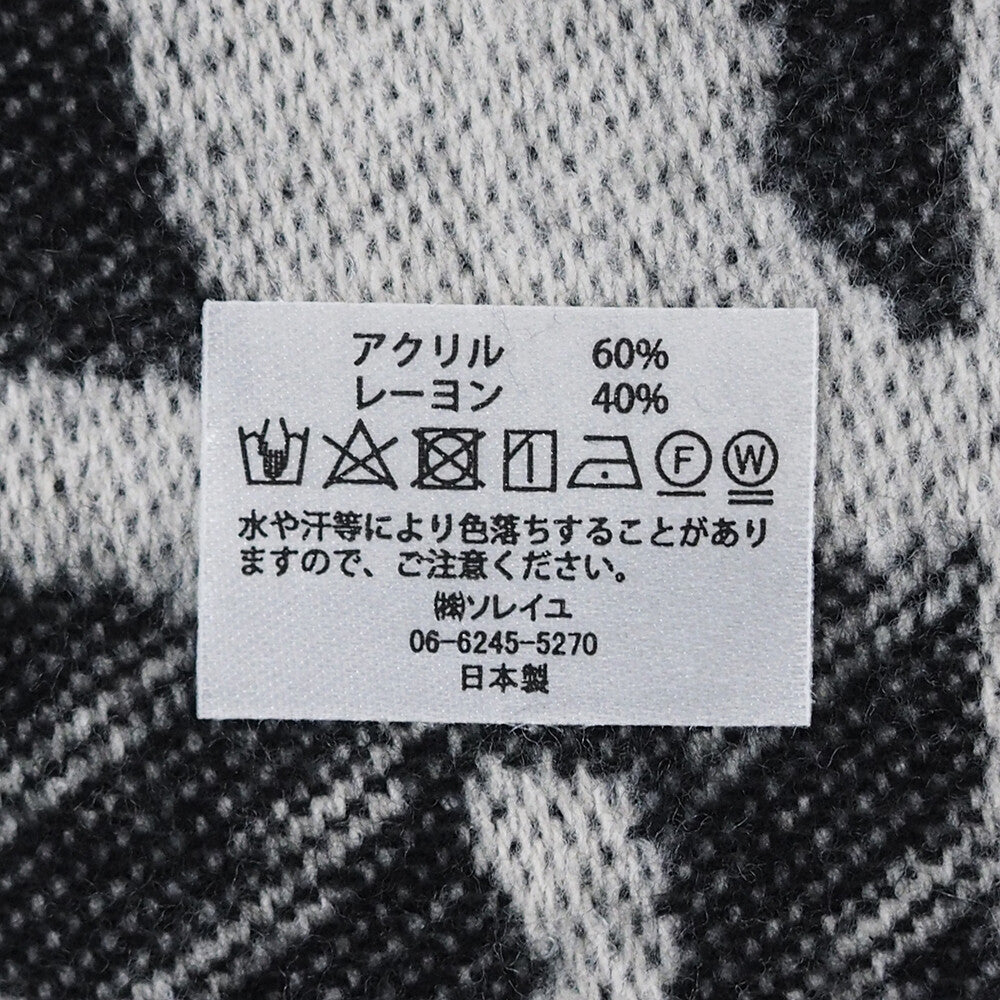 アクリル 60%
レーヨン 40%
F W
水や汗等により色落ちすることがあり
ますので、ご注意ください。
㈱ソレイユ
06-6245-5270
日本製